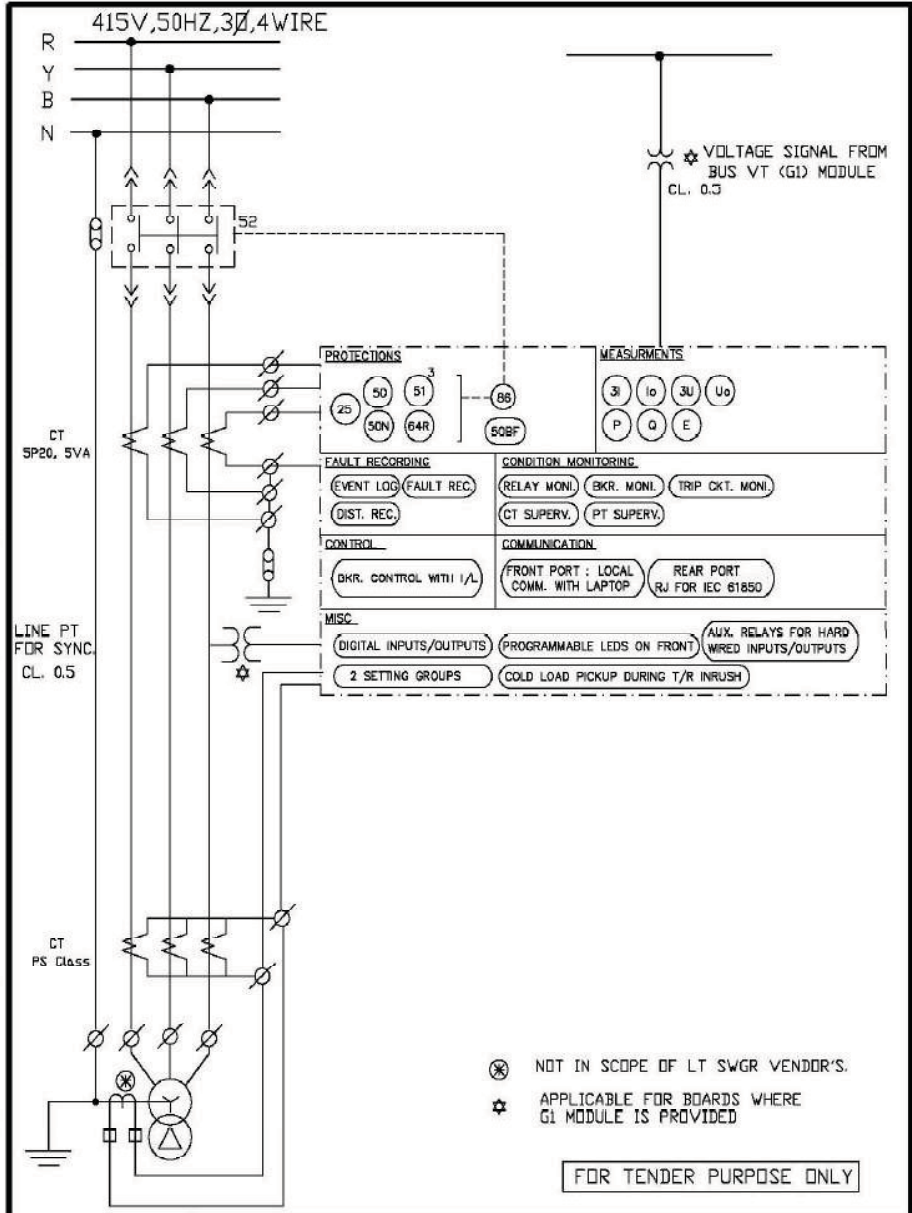 415V,50HZ,3Ø,4WIRE
R
Y
B
N
VOLTAGE SIGNAL FROM
BUS VT (G1) MODULE
CL. 0.5
52
PROTECTIONS
25
50
51
3
50N
64R
86
50BF
MEASURMENTS
3I
Io
3U
Uo
P
Q
E
CT
5P20, 5VA
FAULT RECORDING
EVENT LOG
FAULT REC.
DIST. REC.
CONDITION MONITORING
RELAY MONI.
BKR. MONI.
TRIP CKT. MONI.
CT SUPERV.
PT SUPERV.
CONTROL
BKR. CONTROL WITH I/L
COMMUNICATION
FRONT PORT : LOCAL
COMM. WITH LAPTOP
REAR PORT
RJ FOR IEC 61850
LINE PT
FOR SYNC.
CL. 0.5
MISC
DIGITAL INPUTS/OUTPUTS
PROGRAMMABLE LEDS ON FRONT
AUX. RELAYS FOR HARD
WIRED INPUTS/OUTPUTS
2 SETTING GROUPS
COLD LOAD PICKUP DURING T/R INRUSH
CT
PS Class
NOT IN SCOPE OF LT SWGR VENDOR'S.
APPLICABLE FOR BOARDS WHERE
G1 MODULE IS PROVIDED
FOR TENDER PURPOSE ONLY